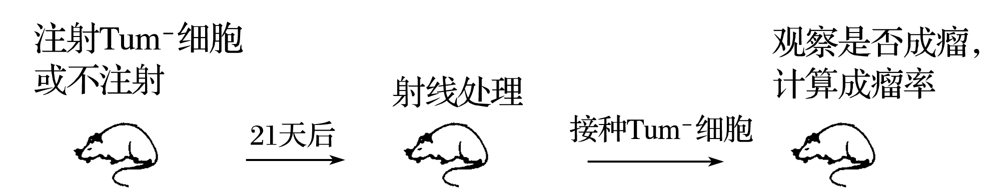 注射Tum⁻细胞
或不注射
21天后
射线处理
接种Tum⁻细胞
观察是否成瘤，
计算成瘤率